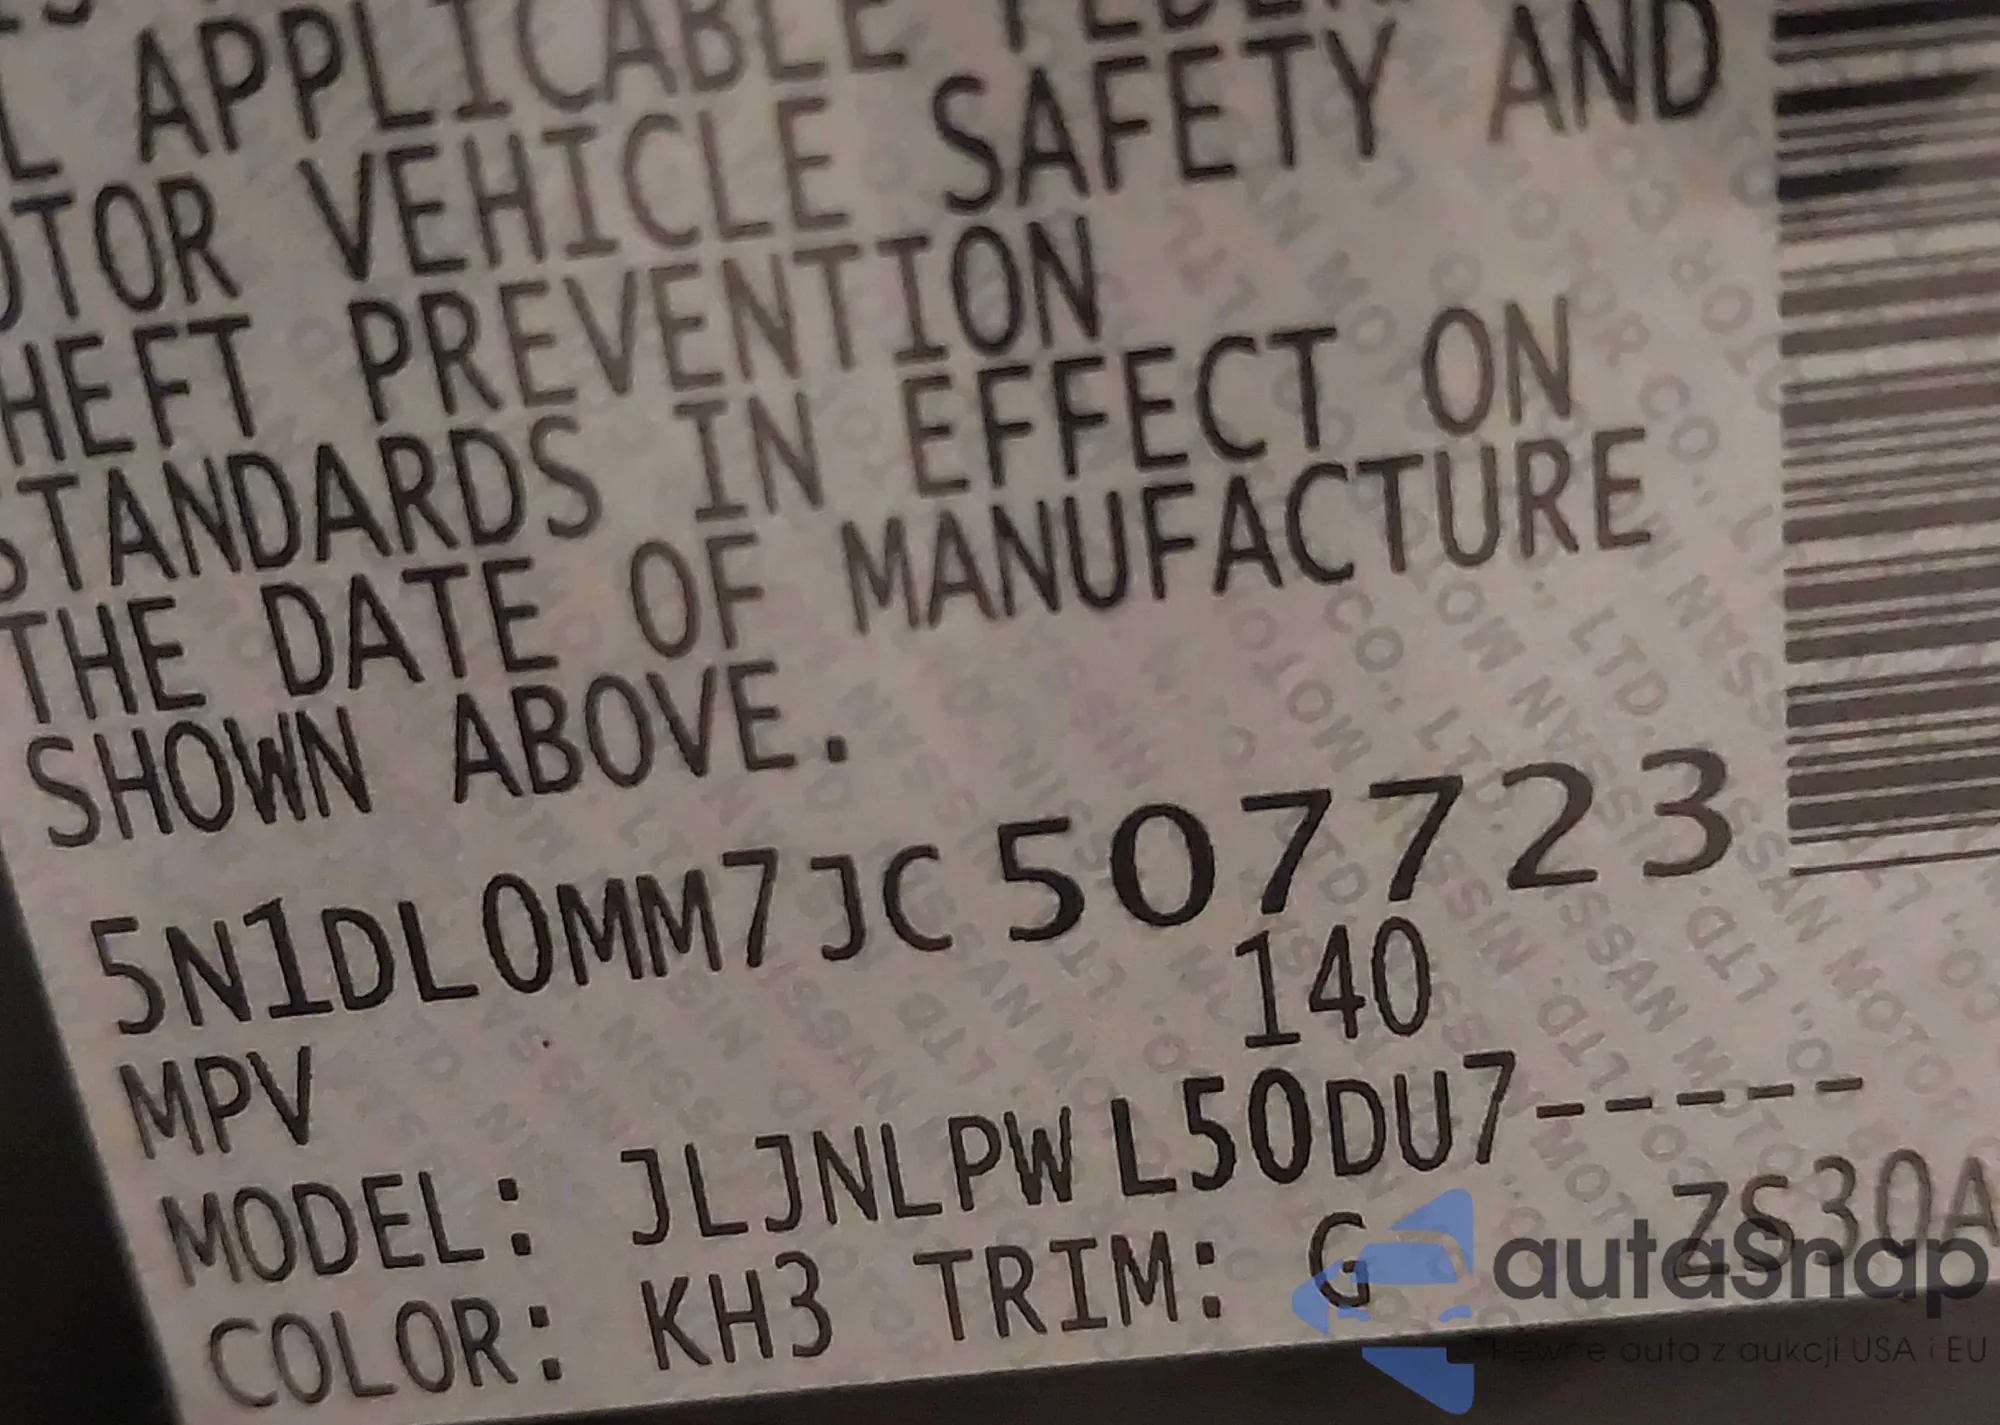 L APPLICABLE FEDER
OTOR VEHICLE SAFETY AND
HEFT PREVENTION
STANDARDS IN EFFECT ON
THE DATE OF MANUFACTURE
SHOWN ABOVE.
5N1DL0MM7JC507723
MPV 140
MODEL: JLJNLPWL50DU7-----
COLOR: KH3 TRIM: G ZS30A
autasnap
Pewne auta z aukcji USA i EU